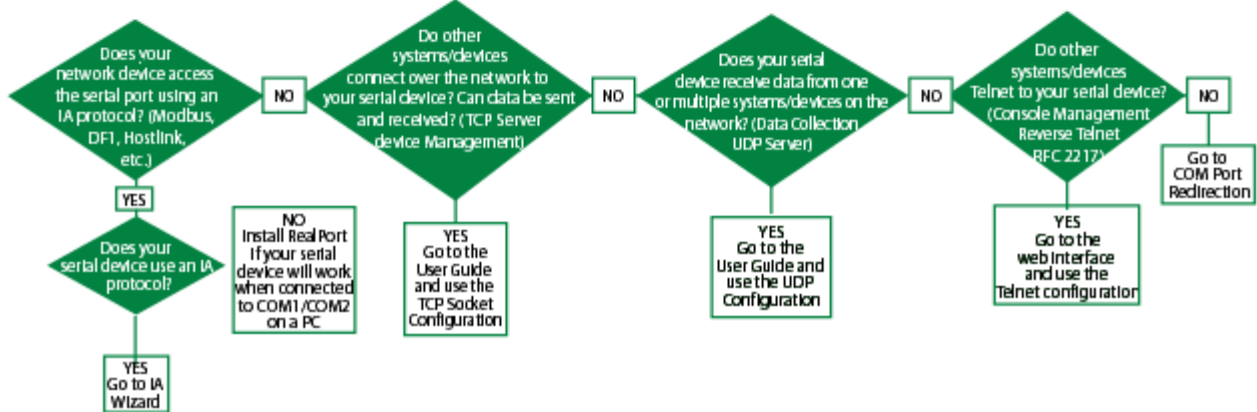 Does your
network device access
the serial port using an
IA protocol? (Modbus,
DF1, Hostlink,
etc.)
NO
Do other
systems/devices
connect over the network to
your serial device? Can data be sent
and received? (TCP Server
device Management)
NO
Does your serial
device receive data from one
or multiple systems/devices on the
network? (Data Collection
UDP Server)
NO
Do other
systems/devices
Telnet to your serial device?
(Console Management
Reverse Telnet
RFC 2217)
NO
Go to
COM Port
Redirection
YES
Does your
serial device use an IA
protocol?
NO
Install RealPort
If your serial
device will work
when connected
to COM1/COM2
on a PC
YES
Go to the
User Guide
and use the
TCP Socket
Configuration
YES
Go to the
User Guide and
use the UDP
Configuration
YES
Go to the
web Interface
and use the
Telnet configuration
YES
Go to IA
Wizard